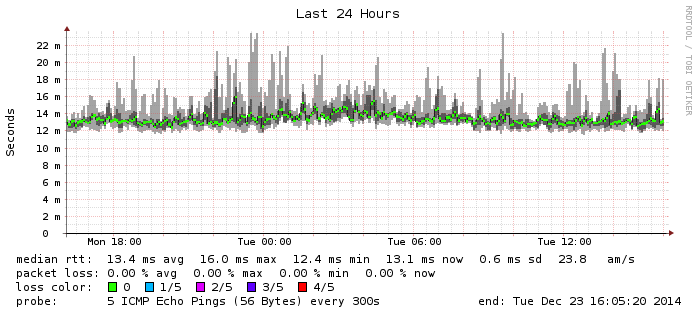 Last 24 Hours
RRDTOOL / TOBI OETIKER
Seconds
22 m
20 m
18 m
16 m
14 m
12 m
10 m
8 m
6 m
4 m
2 m
0
Mon 18:00 Tue 00:00 Tue 06:00 Tue 12:00
median rtt: 13.4 ms avg 16.0 ms max 12.4 ms min 13.1 ms now 0.6 ms sd 23.8 am/s
packet loss: 0.00 % avg 0.00 % max 0.00 % min 0.00 % now
loss color: 0 1/5 2/5 3/5 4/5
probe: 5 ICMP Echo Pings (56 Bytes) every 300s end: Tue Dec 23 16:05:20 2014